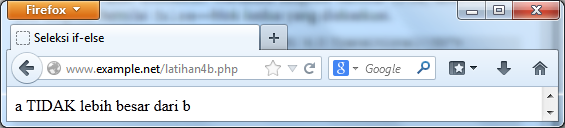 Firefox
Seleksi if-else
www.example.net/latihan4b.php
Google
a TIDAK lebih besar dari b